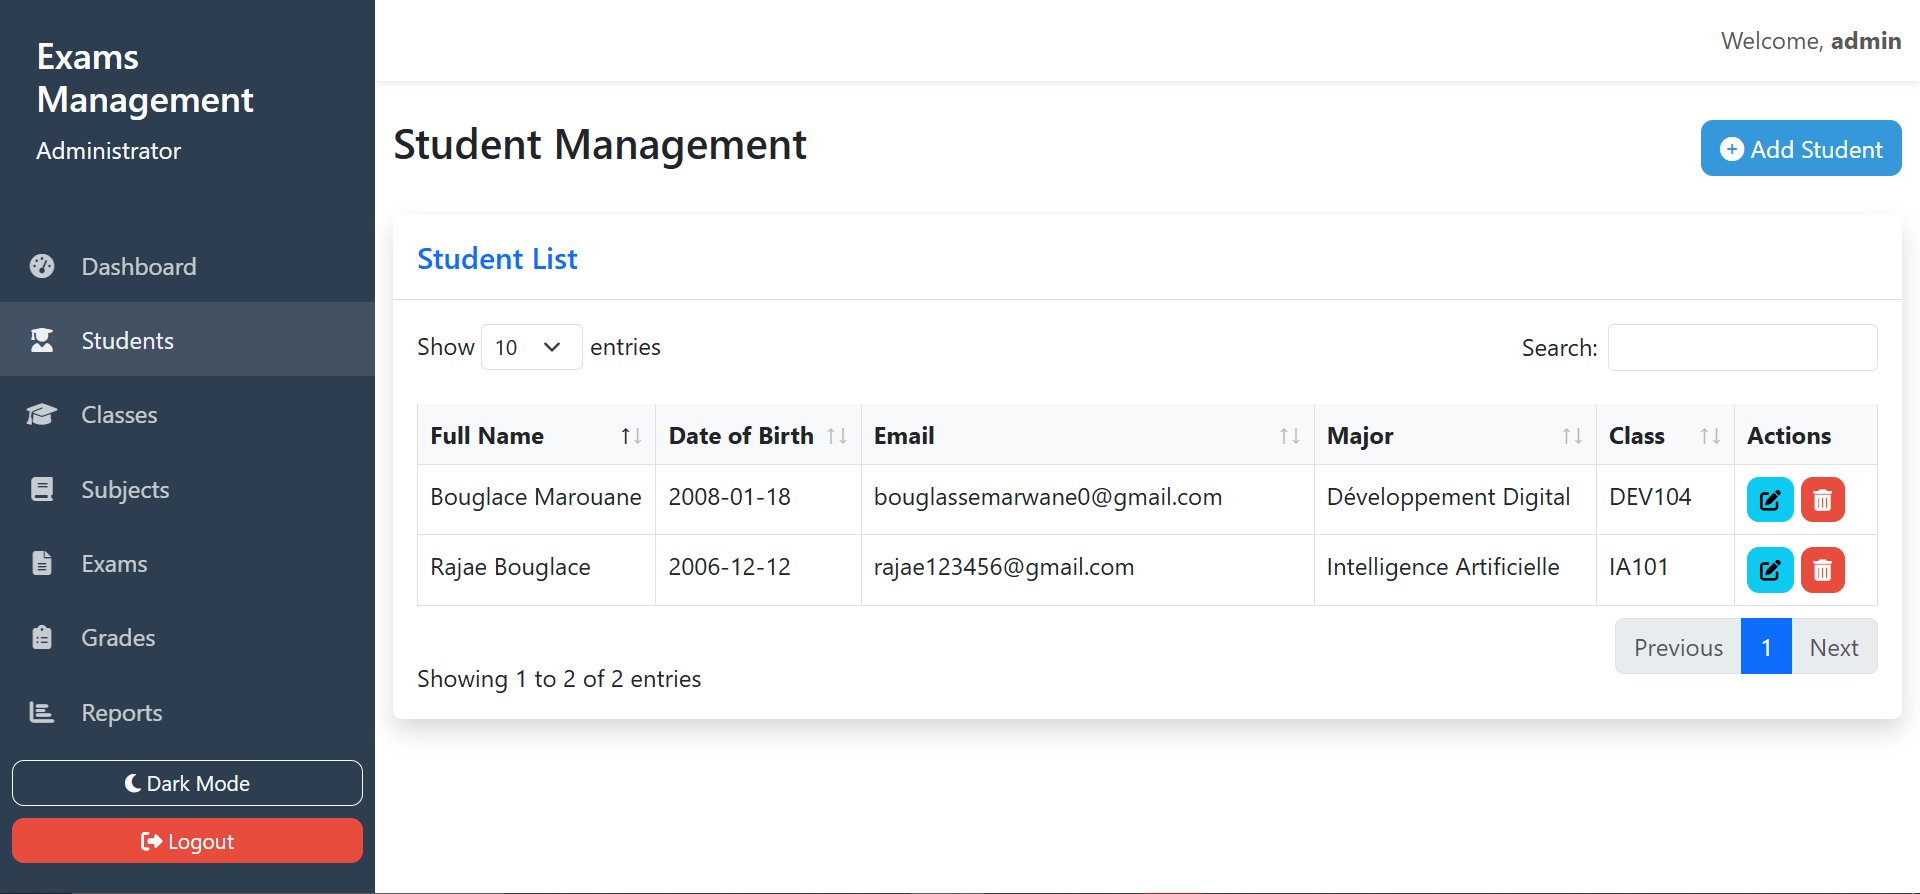 Exams
Management
Administrator
Dashboard
Students
Classes
Subjects
Exams
Grades
Reports
Dark Mode
Logout
Welcome, admin
Student Management
Add Student
Student List
Show 10 entries
Search:
Full Name Date of Birth Email Major Class Actions
Bouglace Marouane 2008-01-18 bouglassemarwane0@gmail.com Développement Digital DEV104
Rajae Bouglace 2006-12-12 rajae123456@gmail.com Intelligence Artificielle IA101
Previous 1 Next
Showing 1 to 2 of 2 entries